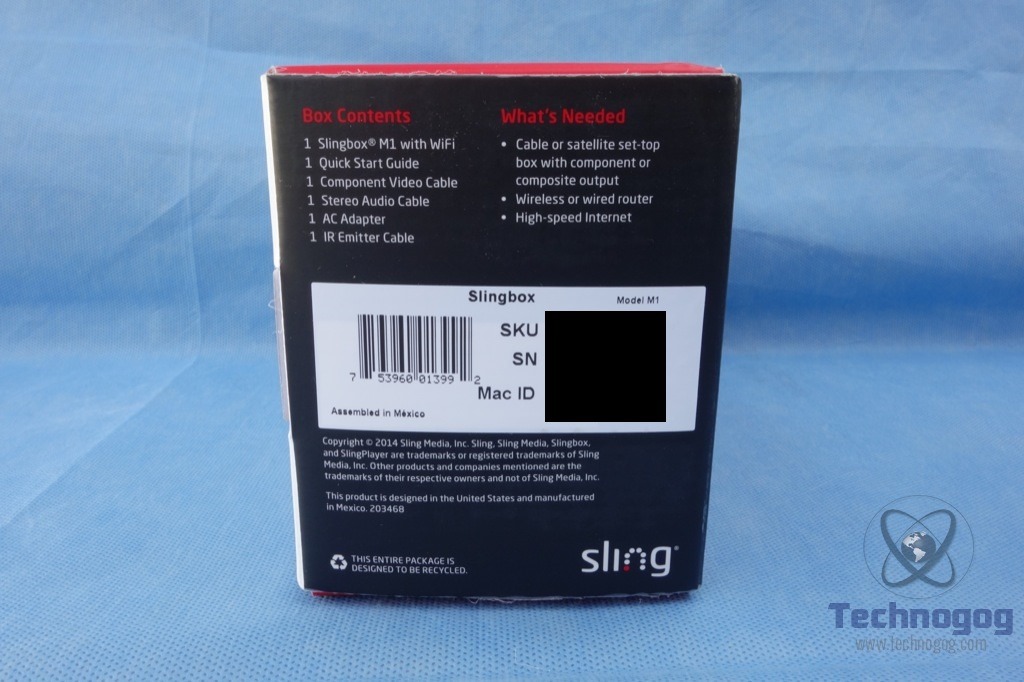 Box Contents
1 Slingbox® M1 with WiFi
1 Quick Start Guide
1 Component Video Cable
1 Stereo Audio Cable
1 AC Adapter
1 IR Emitter Cable
What's Needed
• Cable or satellite set-top
box with component or
composite output
• Wireless or wired router
• High-speed Internet
Slingbox
Model M1
SKU
SN
Mac ID
7 53960 01399 2
Assembled in México
Copyright © 2014 Sling Media, Inc. Sling, Sling Media, Slingbox,
and SlingPlayer are trademarks or registered trademarks of Sling
Media, Inc. Other products and companies mentioned are the
trademarks of their respective owners and not of Sling Media, Inc.
This product is designed in the United States and manufactured
in Mexico. 203468
THIS ENTIRE PACKAGE IS
DESIGNED TO BE RECYCLED.
sling®
Technogog
www.technogog.com